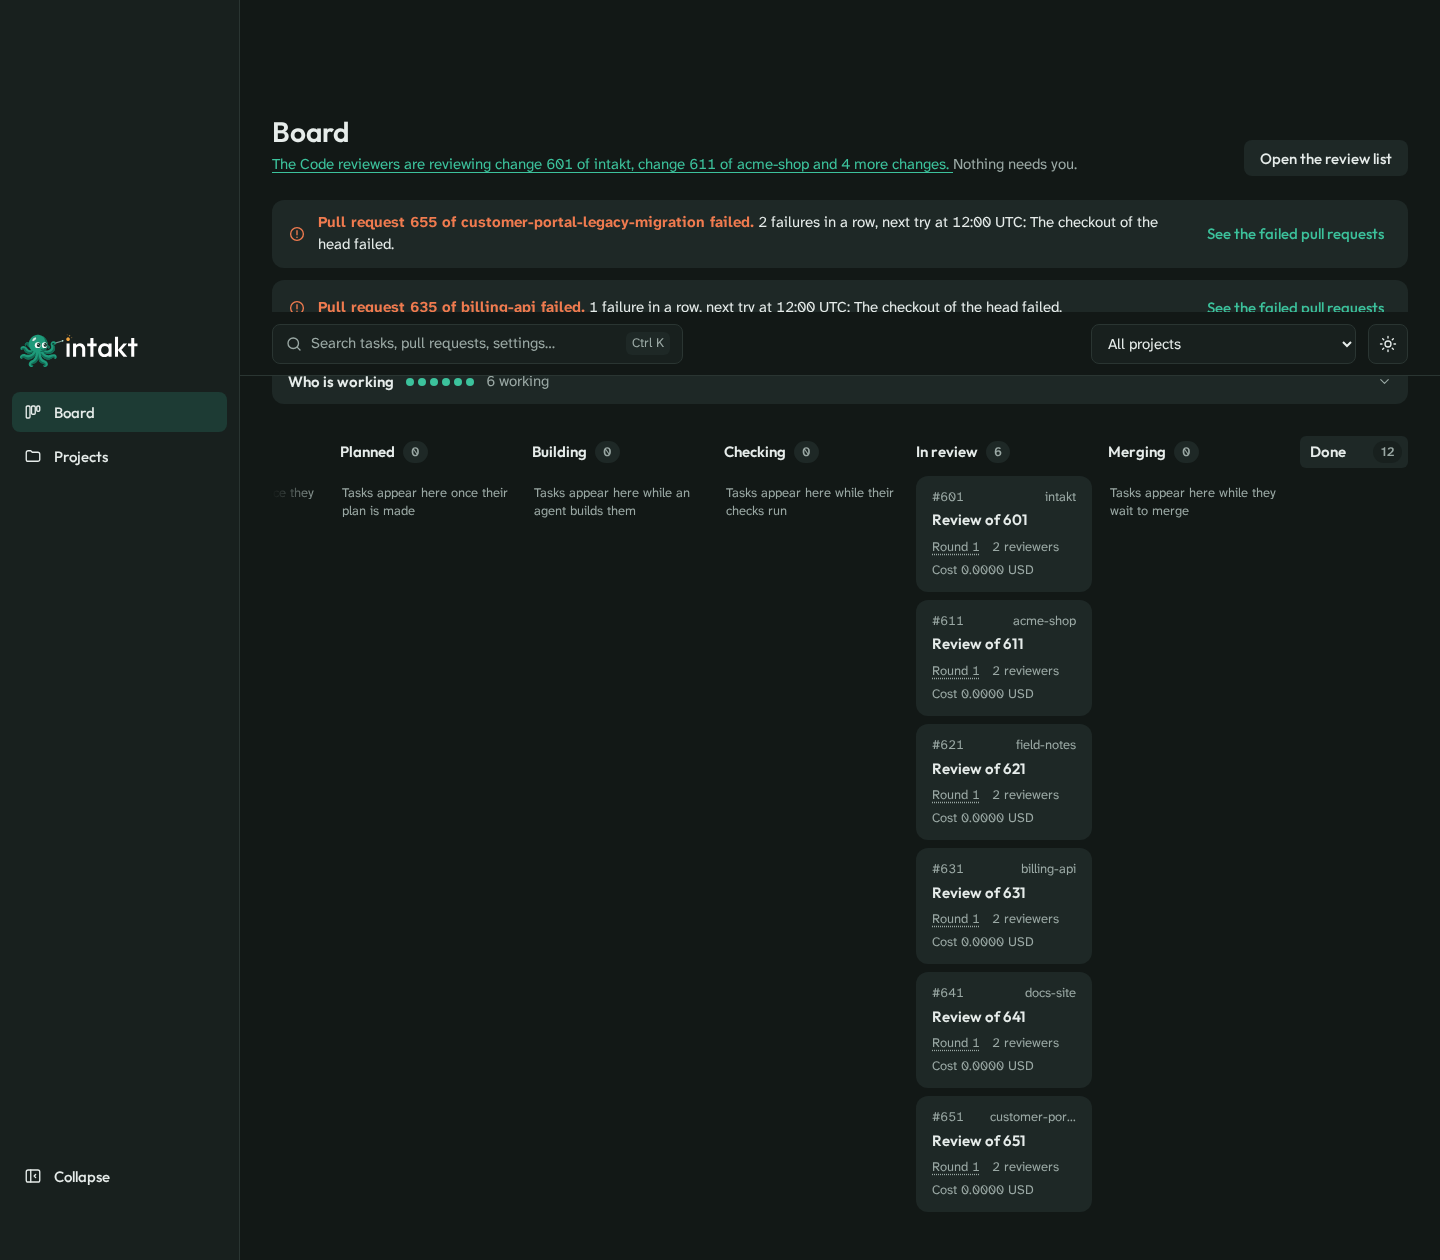 Board
The Code reviewers are reviewing change 601 of intakt, change 611 of acme-shop and 4 more changes. Nothing needs you.
Open the review list
Pull request 655 of customer-portal-legacy-migration failed. 2 failures in a row, next try at 12:00 UTC: The checkout of the
head failed.
See the failed pull requests
Pull request 635 of billing-api failed. 1 failure in a row, next try at 12:00 UTC: The checkout of the head failed.
See the failed pull requests
intakt
Search tasks, pull requests, settings...
Ctrl K
All projects
Who is working
6 working
Board
Projects
Planned 0
Building 0
Checking 0
In review 6
Merging 0
Done 12
they
Tasks appear here once their
plan is made
Tasks appear here while an
agent builds them
Tasks appear here while their
checks run
Tasks appear here while they
wait to merge
#601 intakt
Review of 601
Round 1 2 reviewers
Cost 0.0000 USD
#611 acme-shop
Review of 611
Round 1 2 reviewers
Cost 0.0000 USD
#621 field-notes
Review of 621
Round 1 2 reviewers
Cost 0.0000 USD
#631 billing-api
Review of 631
Round 1 2 reviewers
Cost 0.0000 USD
#641 docs-site
Review of 641
Round 1 2 reviewers
Cost 0.0000 USD
#651 customer-por...
Review of 651
Round 1 2 reviewers
Cost 0.0000 USD
Collapse